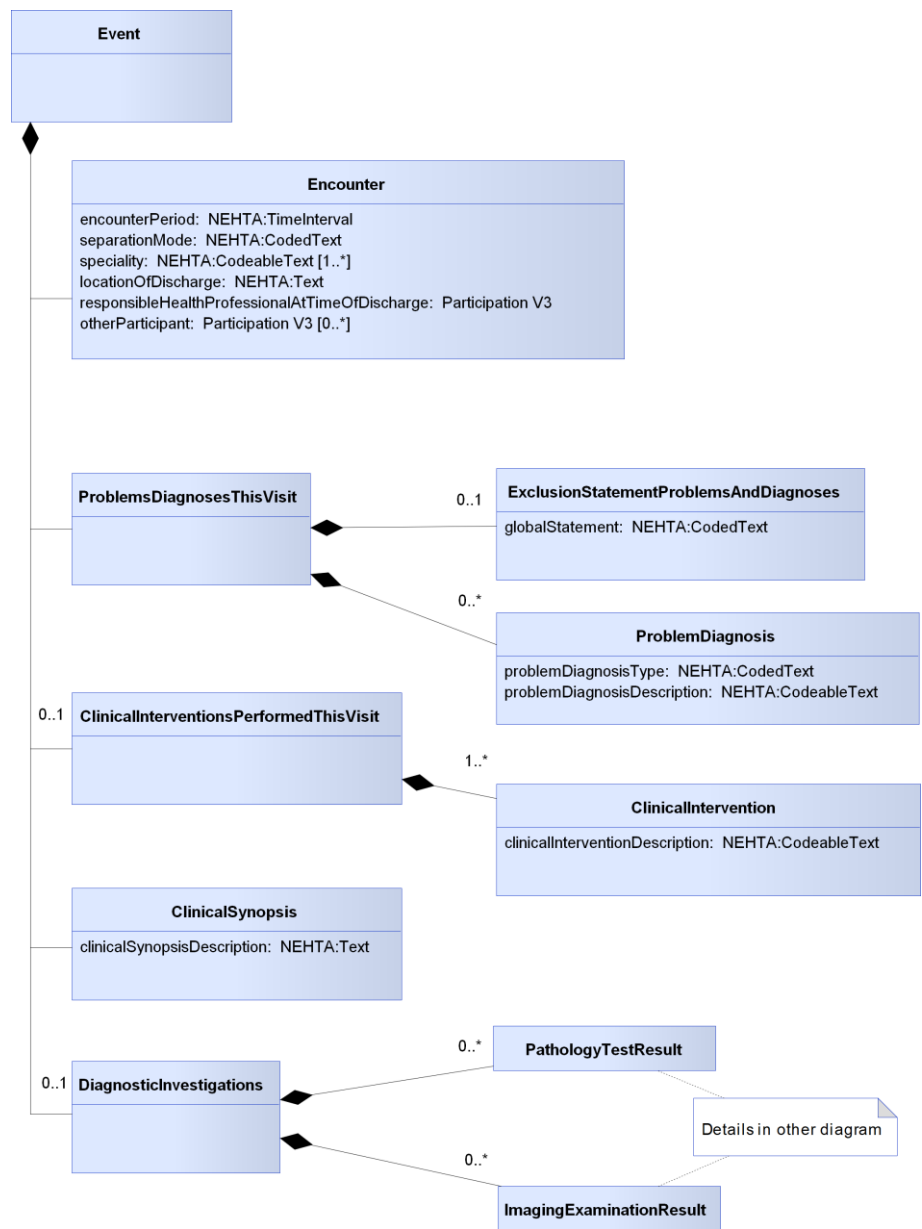 Event
Encounter
encounterPeriod: NEHTA:TimeInterval
separationMode: NEHTA:CodedText
speciality: NEHTA:CodeableText [1..*]
locationOfDischarge: NEHTA:Text
responsibleHealthProfessionalAtTimeOfDischarge: Participation V3
otherParticipant: Participation V3 [0..*]
ProblemsDiagnosesThisVisit
0..1
ExclusionStatementProblemsAndDiagnoses
globalStatement: NEHTA:CodedText
0..*
ProblemDiagnosis
problemDiagnosisType: NEHTA:CodedText
problemDiagnosisDescription: NEHTA:CodeableText
0..1
ClinicalInterventionsPerformedThisVisit
1..*
ClinicalIntervention
clinicalInterventionDescription: NEHTA:CodeableText
ClinicalSynopsis
clinicalSynopsisDescription: NEHTA:Text
0..1
DiagnosticInvestigations
0..*
PathologyTestResult
Details in other diagram
0..*
ImagingExaminationResult